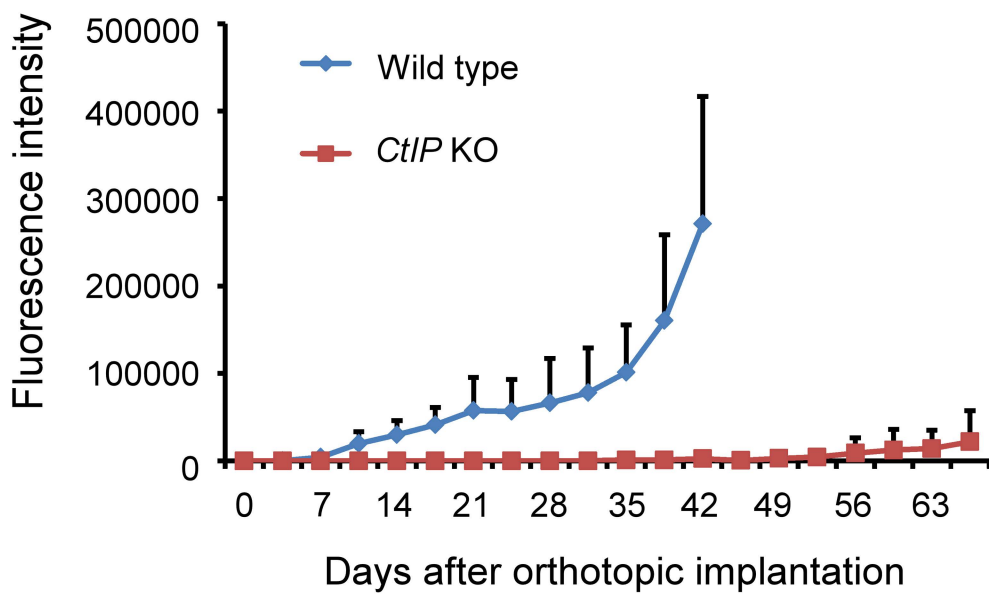 Fluorescence intensity
500000
400000
300000
200000
100000
0
Wild type
CtIP KO
0 7 14 21 28 35 42 49 56 63
Days after orthotopic implantation